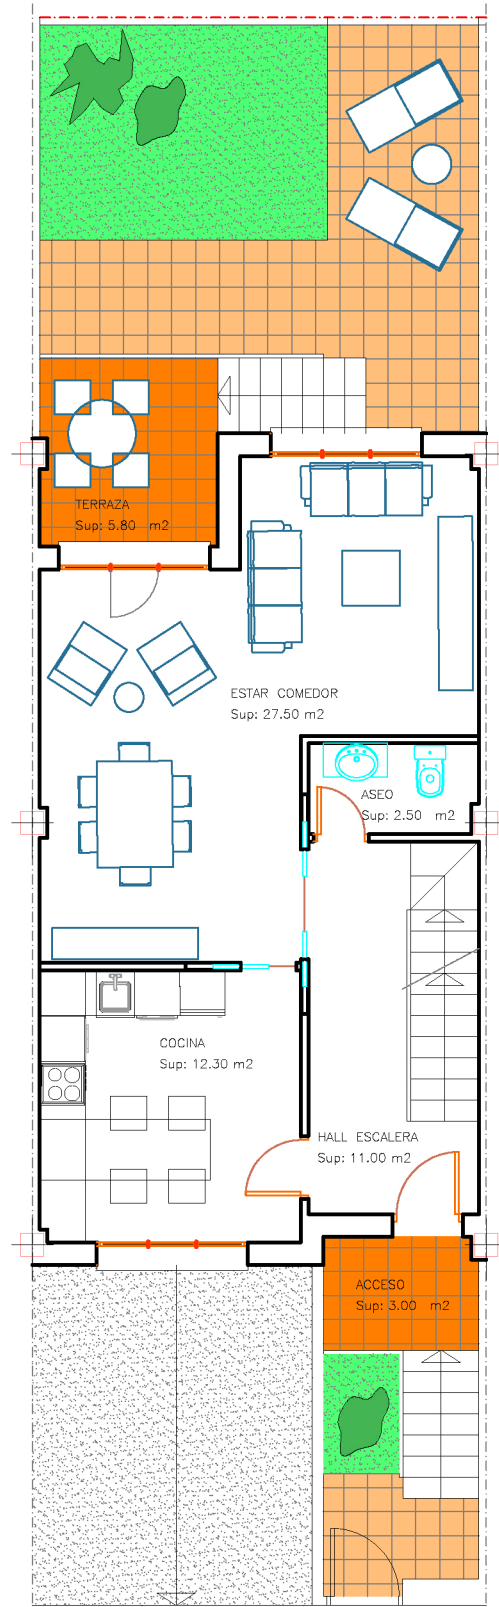 TERRAZA
Sup: 5.80 m2
ESTAR COMEDOR
Sup: 27.50 m2
ASEO
Sup: 2.50 m2
COCINA
Sup: 12.30 m2
HALL ESCALERA
Sup: 11.00 m2
ACCESO
Sup: 3.00 m2